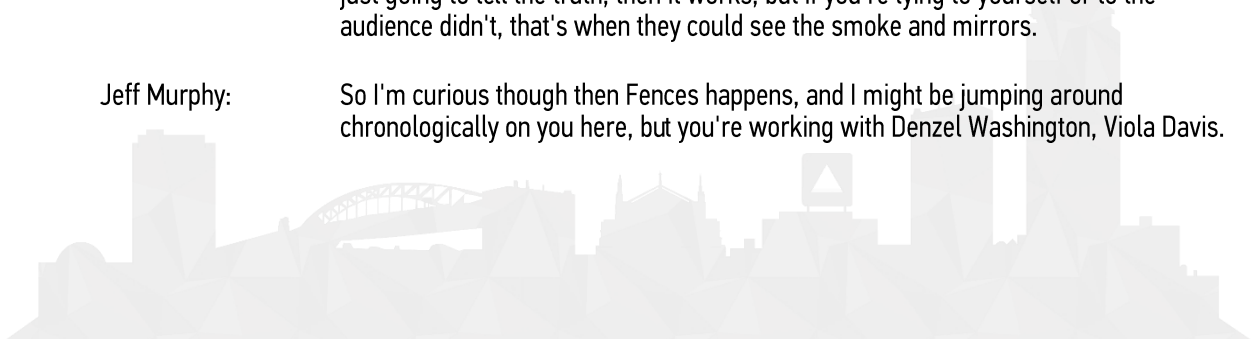 just going to tell the truth, then it works, but if you're lying to yourself or to the
audience didn't, that's when they could see the smoke and mirrors.
Jeff Murphy: So I'm curious though then Fences happens, and I might be jumping around
chronologically on you here, but you're working with Denzel Washington, Viola Davis.